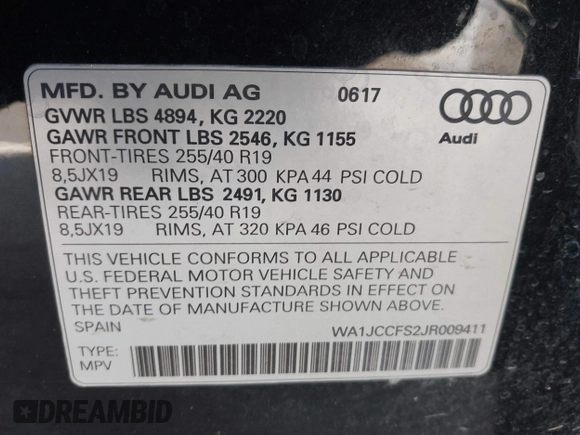 MFD. BY AUDI AG 0617
GVWR LBS 4894, KG 2220
GAWR FRONT LBS 2546, KG 1155
FRONT-TIRES 255/40 R19
8,5JX19 RIMS, AT 300 KPA 44 PSI COLD
GAWR REAR LBS 2491, KG 1130
REAR-TIRES 255/40 R19
8,5JX19 RIMS, AT 320 KPA 46 PSI COLD
Audi
THIS VEHICLE CONFORMS TO ALL APPLICABLE
U.S. FEDERAL MOTOR VEHICLE SAFETY AND
THEFT PREVENTION STANDARDS IN EFFECT ON
THE DATE OF MANUFACTURE SHOWN ABOVE.
SPAIN WA1JCCFS2JR009411
TYPE:
MPV
DREAMBID